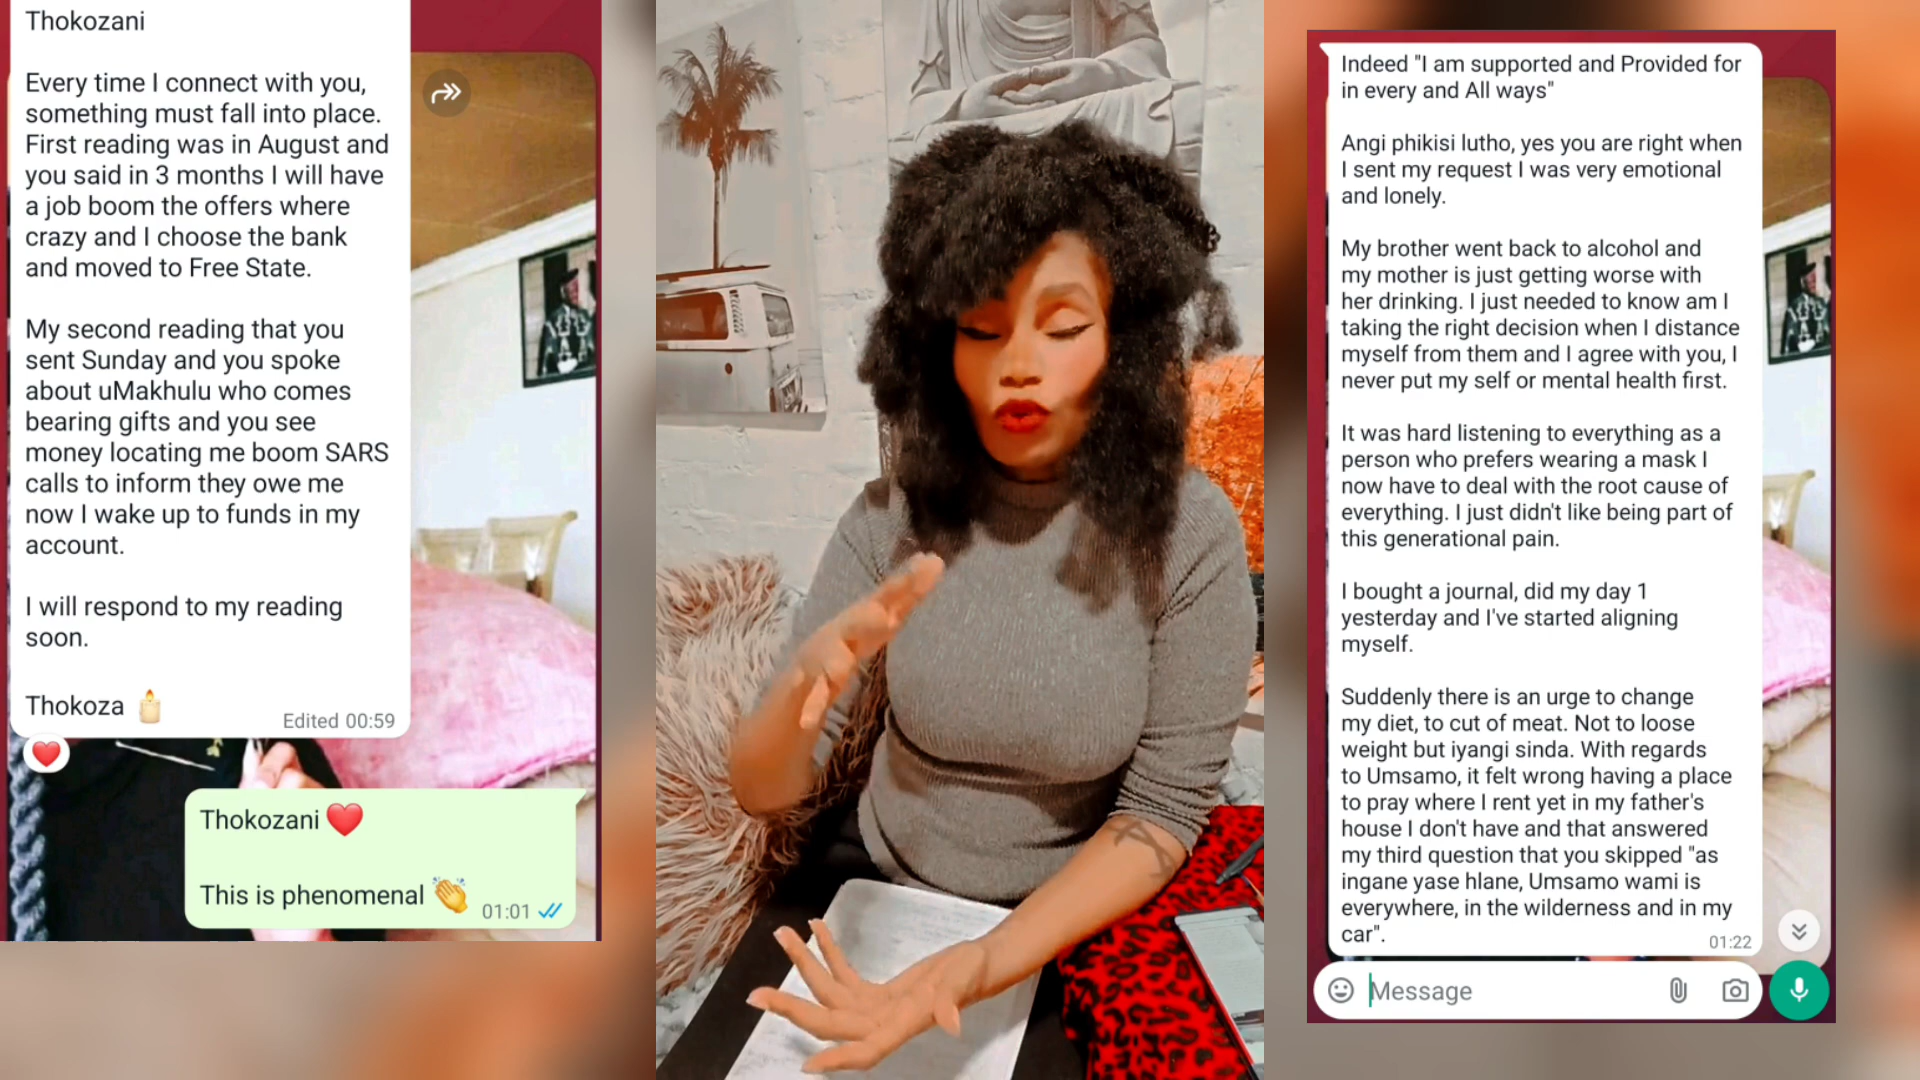 Thokozani
Every time I connect with you,
something must fall into place.
First reading was in August and
you said in 3 months I will have
a job boom the offers where
crazy and I choose the bank
and moved to Free State.
My second reading that you
sent Sunday and you spoke
about uMakhulu who comes
bearing gifts and you see
money locating me boom SARS
calls to inform they owe me
now I wake up to funds in my
account.
I will respond to my reading
soon.
Thokoza 🕯️
Edited 00:59
❤️
Thokozani ❤️
This is phenomenal 👏
01:01
Indeed "I am supported and Provided for
in every and All ways"
Angi phikisi lutho, yes you are right when
I sent my request I was very emotional
and lonely.
My brother went back to alcohol and
my mother is just getting worse with
her drinking. I just needed to know am I
taking the right decision when I distance
myself from them and I agree with you, I
never put my self or mental health first.
It was hard listening to everything as a
person who prefers wearing a mask I
now have to deal with the root cause of
everything. I just didn't like being part of
this generational pain.
I bought a journal, did my day 1
yesterday and I've started aligning
myself.
Suddenly there is an urge to change
my diet, to cut of meat. Not to loose
weight but iyangi sinda. With regards
to Umsamo, it felt wrong having a place
to pray where I rent yet in my father's
house I don't have and that answered
my third question that you skipped "as
ingane yase hlane, Umsamo wami is
everywhere, in the wilderness and in my
car".
01:22
Message